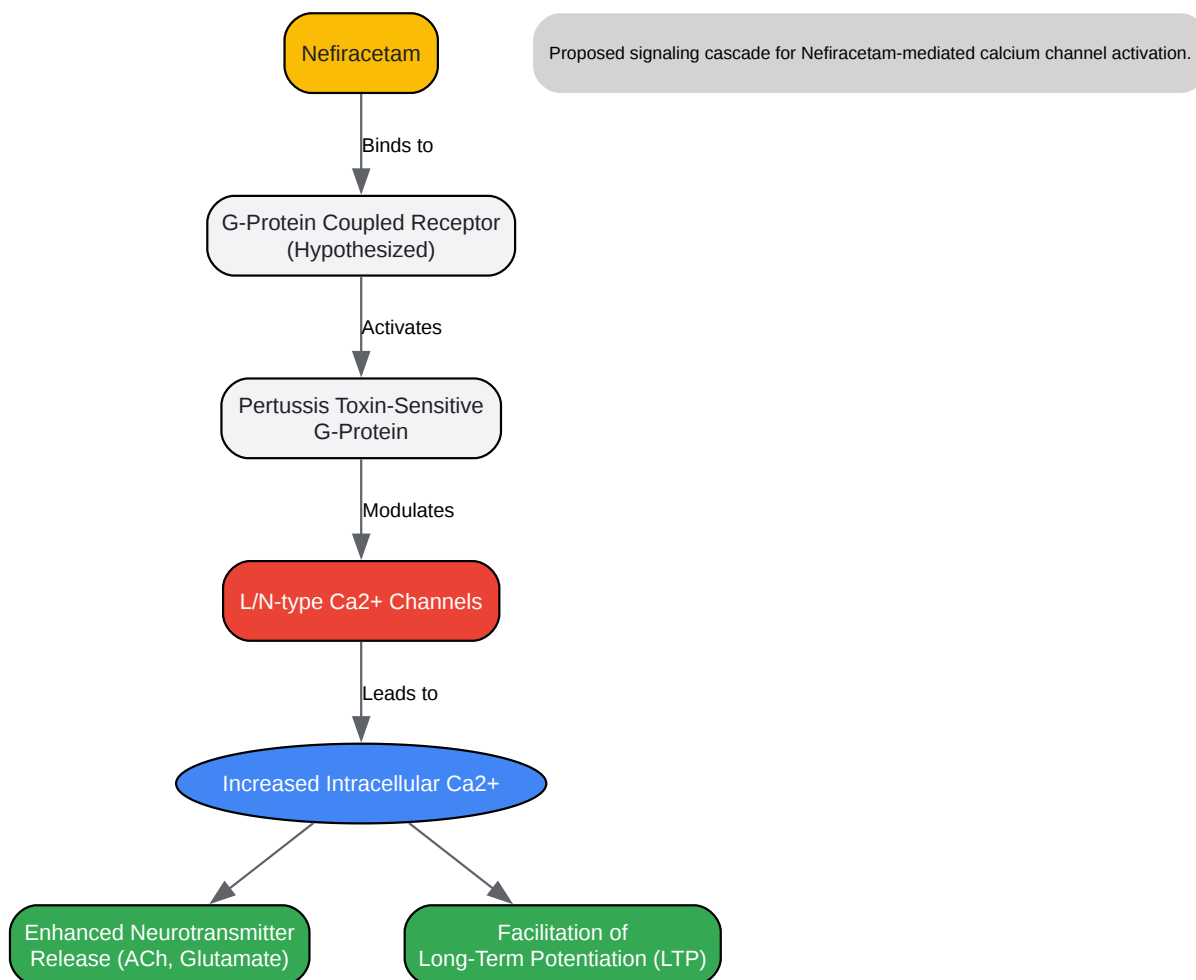 Nefiracetam
Proposed signaling cascade for Nefiracetam-mediated calcium channel activation.
Binds to
G-Protein Coupled Receptor
(Hypothesized)
Activates
Pertussis Toxin-Sensitive
G-Protein
Modulates
L/N-type Ca2+ Channels
Leads to
Increased Intracellular Ca2+
Enhanced Neurotransmitter
Release (ACh, Glutamate)
Facilitation of
Long-Term Potentiation (LTP)